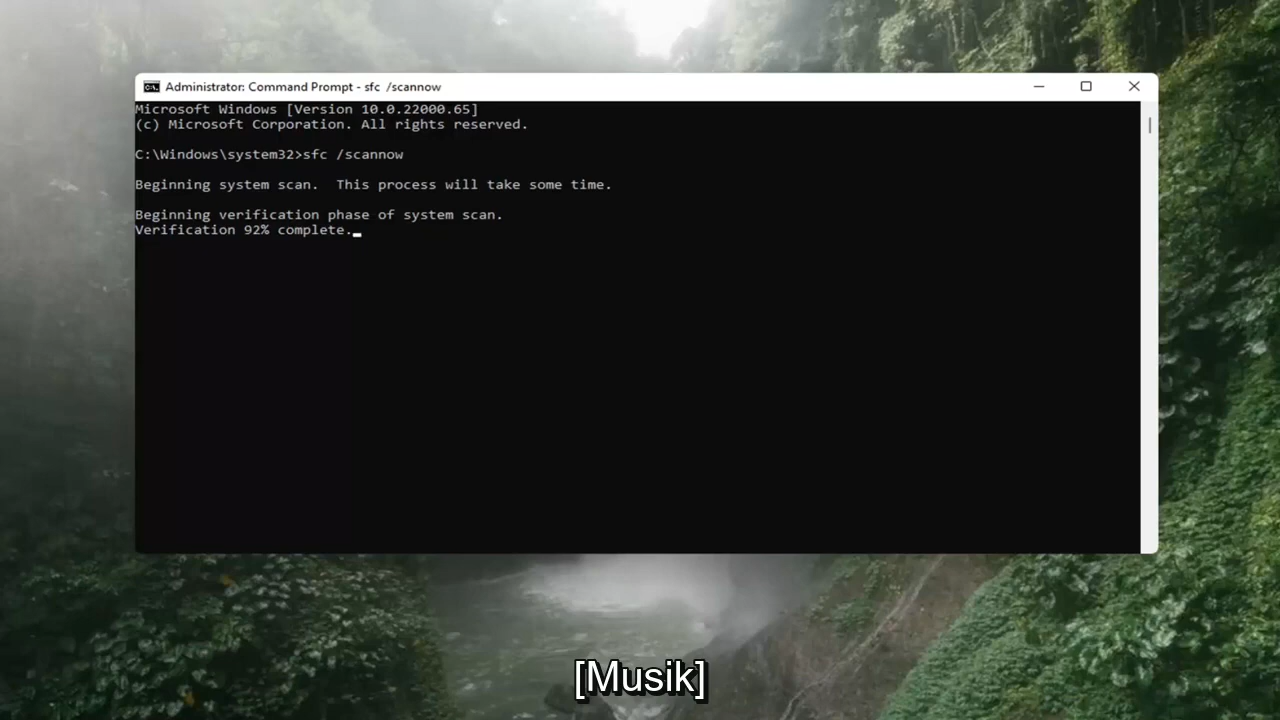 Administrator: Command Prompt - sfc /scannow
Microsoft Windows [Version 10.0.22000.65]
(c) Microsoft Corporation. All rights reserved.
C:\Windows\system32>sfc /scannow
Beginning system scan.  This process will take some time.
Beginning verification phase of system scan.
Verification 92% complete.
[Musik]